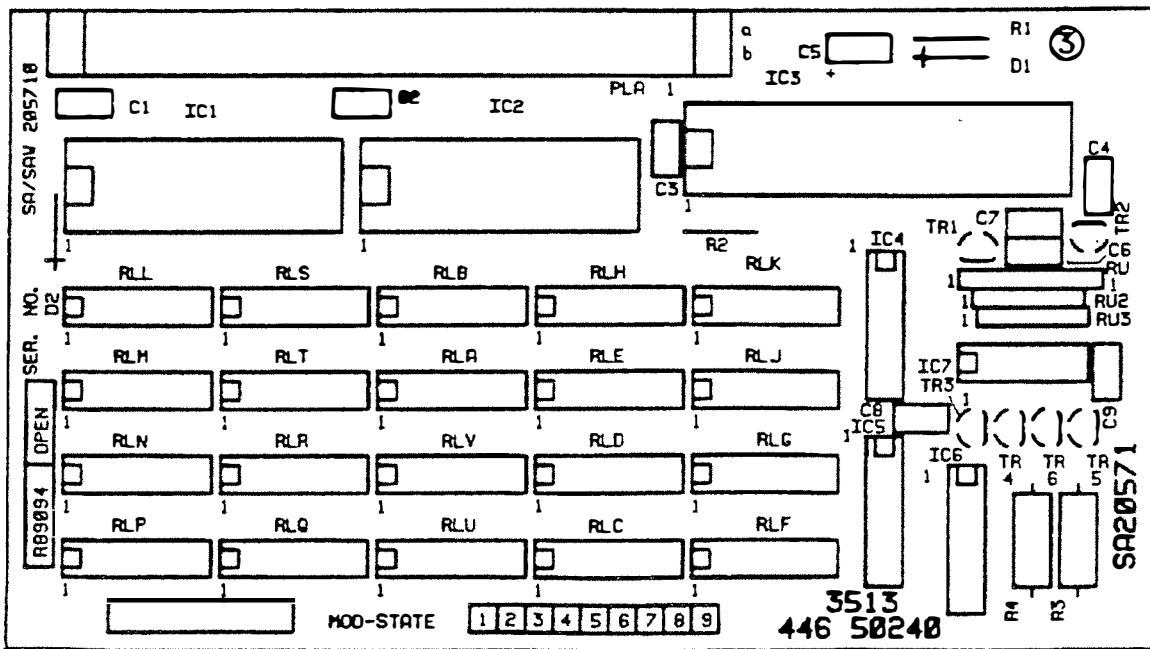 a
b
PLA 1
C5
+
IC3
R1
D1
3
SA/SAV 205710
C1
IC1
IC2
C3
C4
1
1
1
R2
TR1
C7
TR2
C6
1
IC4
RU
1
1
1
RU2
1
RU3
SER. NO.
D2
RLL
RLS
RLB
RLH
RLK
1
1
1
1
1
RLM
RLT
RLA
RLE
RLJ
1
1
1
1
1
IC7
1
TR3
C9
C8
IC5
1
RLN
RLR
RLV
RLD
RLG
1
1
1
1
1
IC6
1
TR
4
TR
6
TR
5
RLP
RLQ
RLU
RLC
RLF
1
1
1
1
1
OPEN
R89094
SA20571
R4
R3
MOD-STATE
1 2 3 4 5 6 7 8 9
3513
446 50240